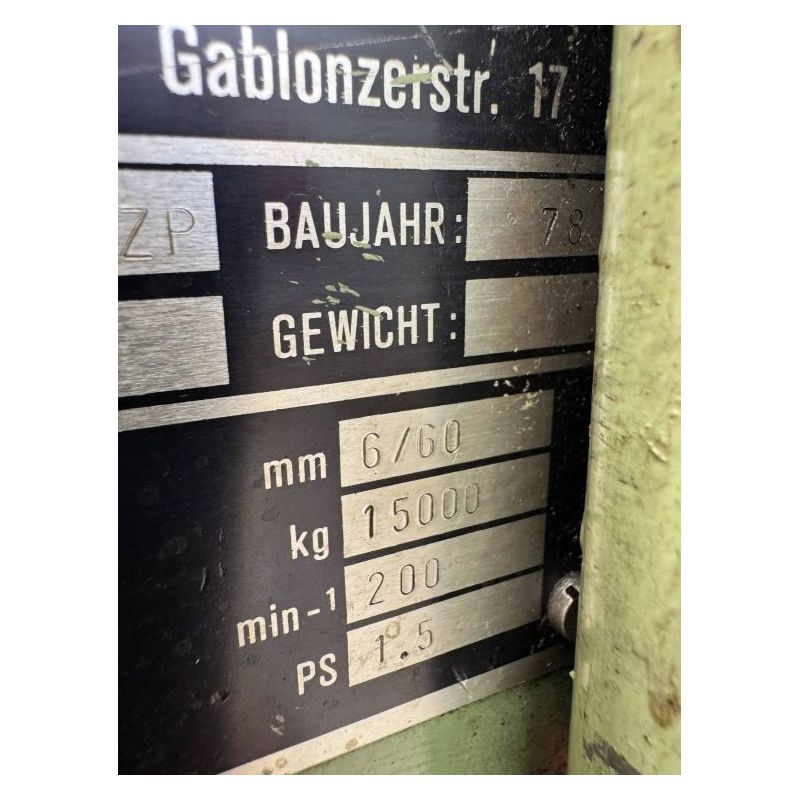 Gablonzerstr. 17
ZP BAUJAHR: 78
GEWICHT:
mm 6/60
kg 15000
min-1 200
PS 1.5